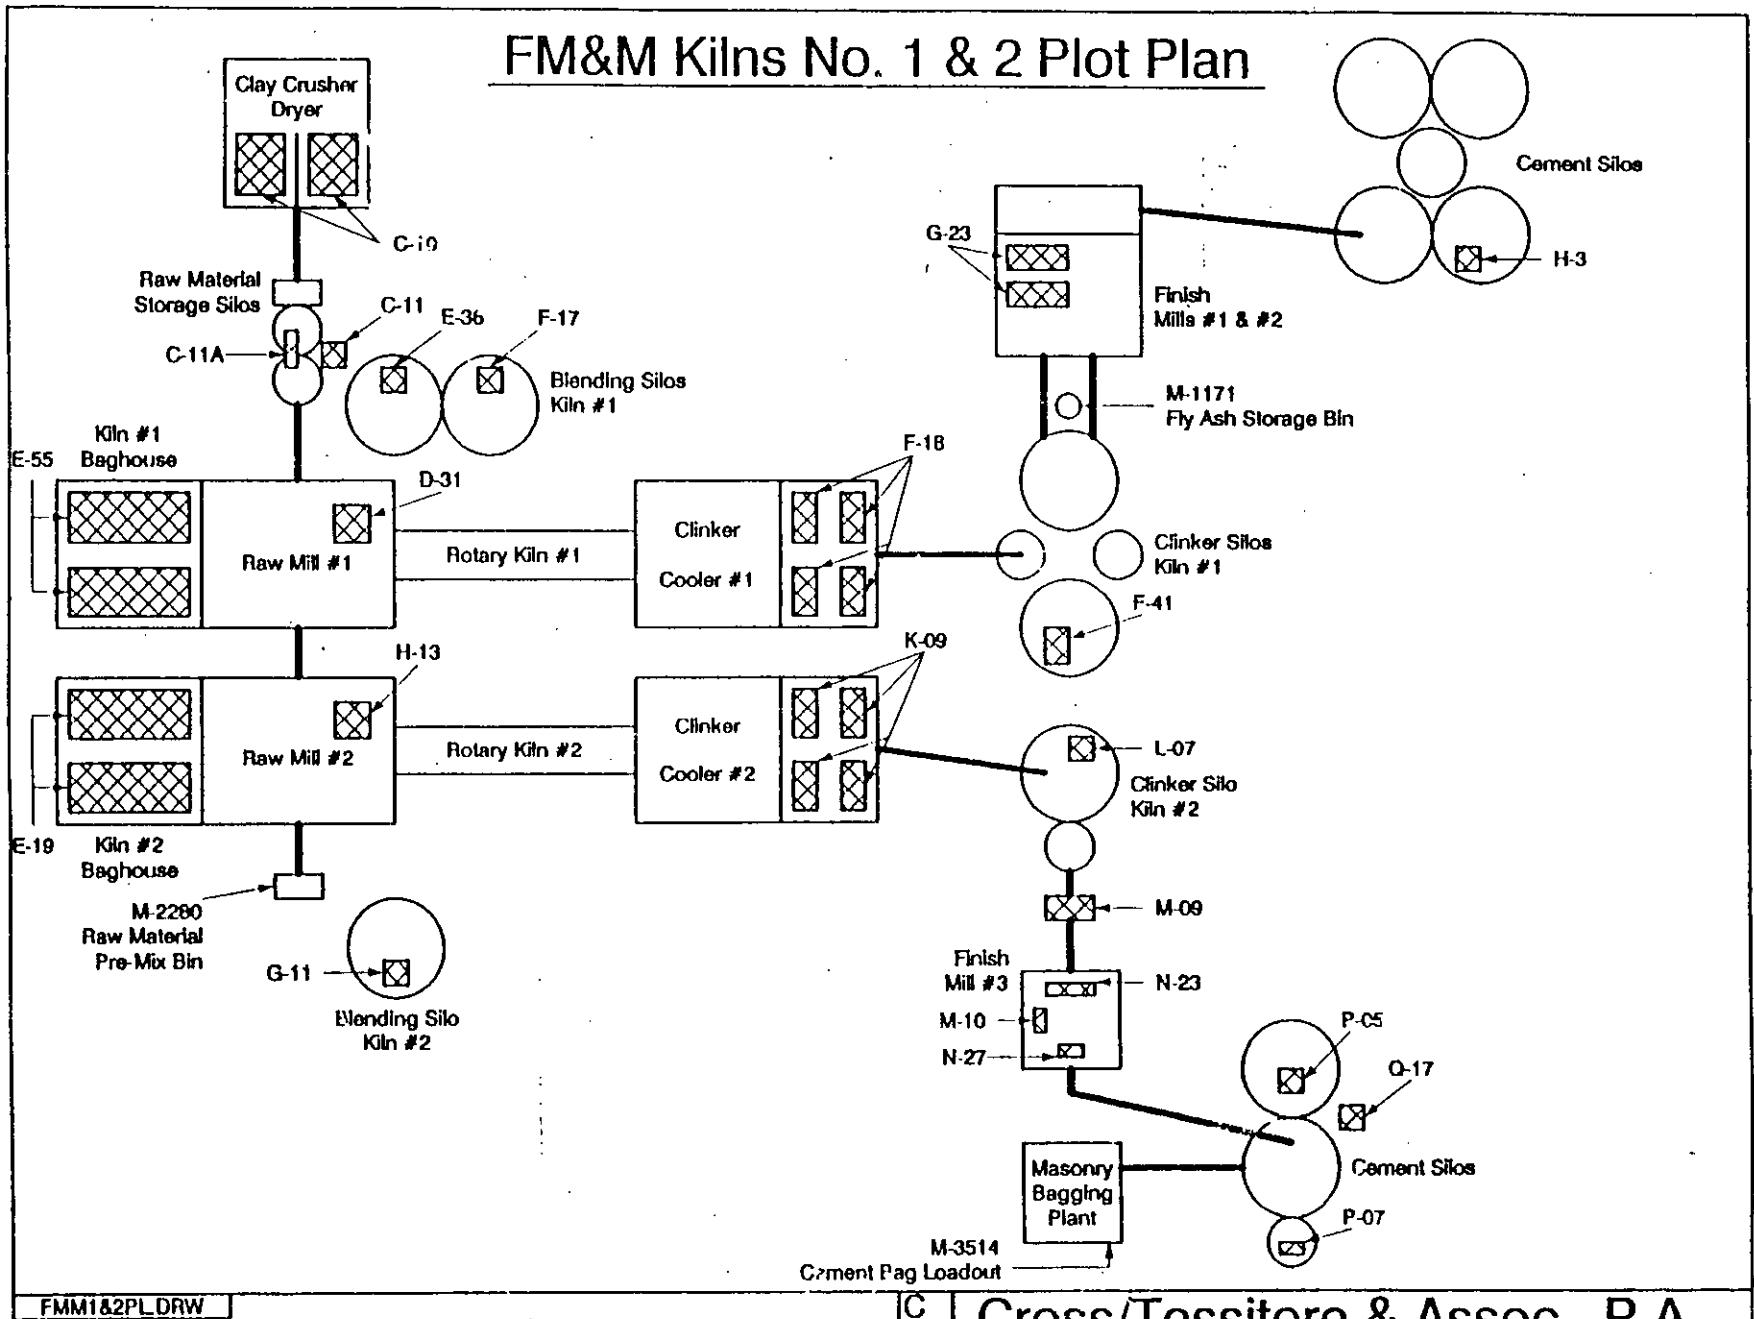 FM&M Kilns No. 1 & 2 Plot Plan
Clay Crusher
Dryer
C-19
Raw Material
Storage Silos
C-11
C-11A
E-36
F-17
Blending Silos
Kiln #1
Cement Silos
H-3
G-23
Finish
Mills #1 & #2
M-1171
Fly Ash Storage Bin
Kiln #1
Baghouse
E-55
D-31
Raw Mill #1
Rotary Kiln #1
Clinker
Cooler #1
F-18
Clinker Silos
Kiln #1
F-41
H-13
Raw Mill #2
Rotary Kiln #2
Clinker
Cooler #2
K-09
L-07
Clinker Silo
Kiln #2
E-19
Kiln #2
Baghouse
M-2280
Raw Material
Pre-Mix Bin
G-11
Blending Silo
Kiln #2
M-09
Finish
Mill #3
N-23
M-10
N-27
P-05
Q-17
Cement Silos
P-07
Masonry
Bagging
Plant
M-3514
Cement Bag Loadout
FMM1&2PL.DRW
C
Cross/Tessitore & Assoc., P.A.